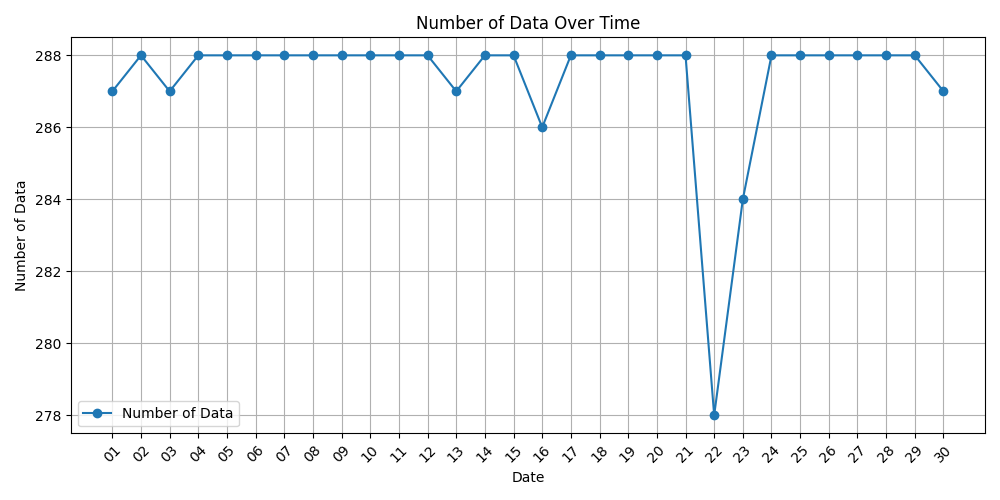 Number of Data Over Time
Number of Data
288
286
284
282
280
278
Number of Data
01 02 03 04 05 06 07 08 09 10 11 12 13 14 15 16 17 18 19 20 21 22 23 24 25 26 27 28 29 30
Date